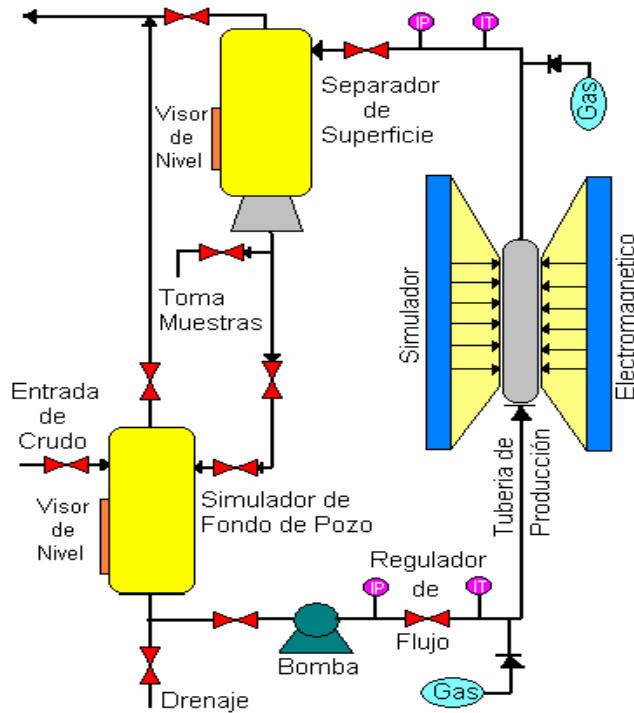 IP
IT
Gas
Separador
de
Superficie
Visor
de
Nivel
Toma
Muestras
Simulador
Electromagnetico
Entrada
de
Crudo
Visor
de
Nivel
Simulador de
Fondo de Pozo
Tuberia de
Producción
Regulador
de
IP
IT
Flujo
Bomba
Gas
Drenaje